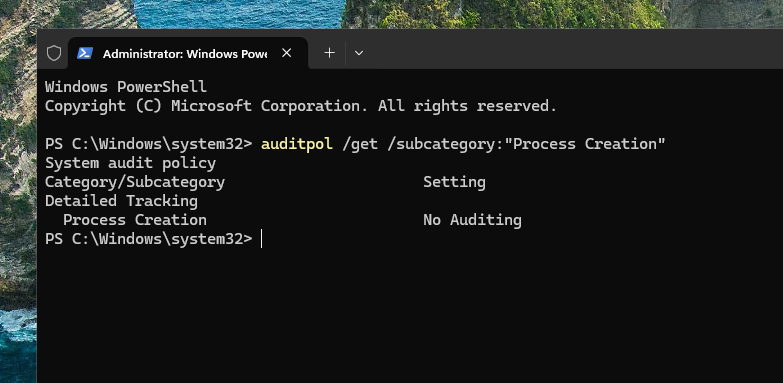 Administrator: Windows Powe
Windows PowerShell
Copyright (C) Microsoft Corporation. All rights reserved.
PS C:\Windows\system32> auditpol /get /subcategory:"Process Creation"
System audit policy
Category/Subcategory                      Setting
Detailed Tracking
  Process Creation                        No Auditing
PS C:\Windows\system32>